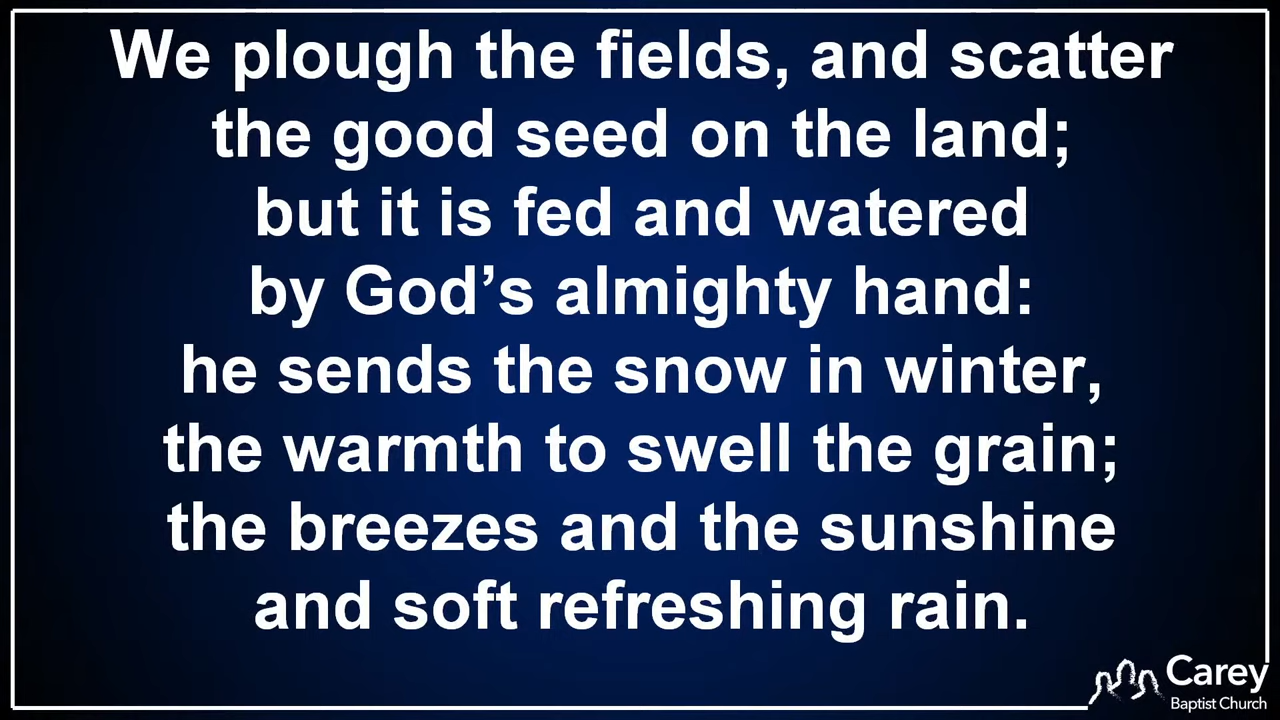 We plough the fields, and scatter
the good seed on the land;
but it is fed and watered
by God’s almighty hand:
he sends the snow in winter,
the warmth to swell the grain;
the breezes and the sunshine
and soft refreshing rain.
Carey
Baptist Church